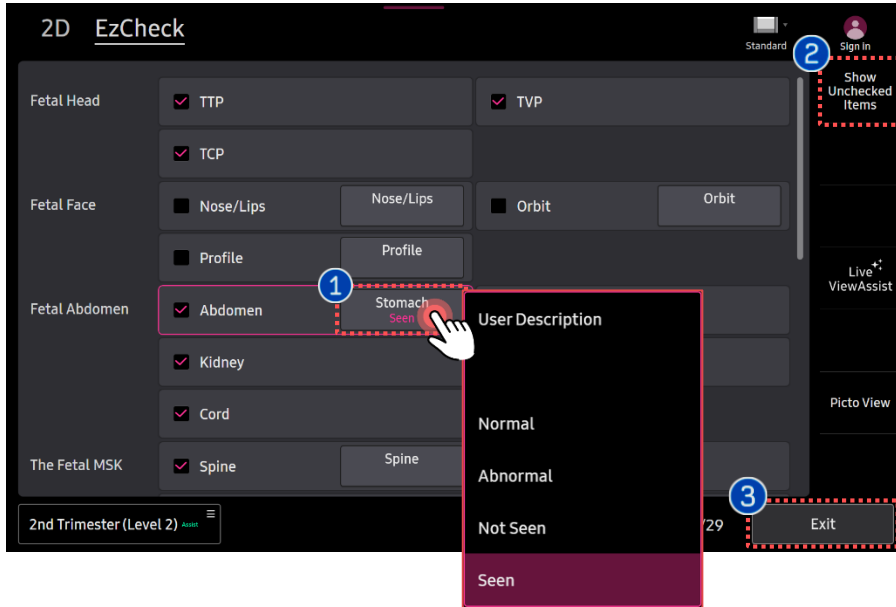 2D EzCheck
Standard
Sign in
2
Show
Unchecked
Items
Fetal Head
TTP
TVP
TCP
Fetal Face
Nose/Lips
Nose/Lips
Orbit
Orbit
Profile
Profile
1
Live
ViewAssist
Fetal Abdomen
Abdomen
Stomach
Seen
User Description
Kidney
Cord
Normal
Picto View
The Fetal MSK
Spine
Spine
Abnormal
3
2nd Trimester (Level 2) Assist
Not Seen
/29
Exit
Seen